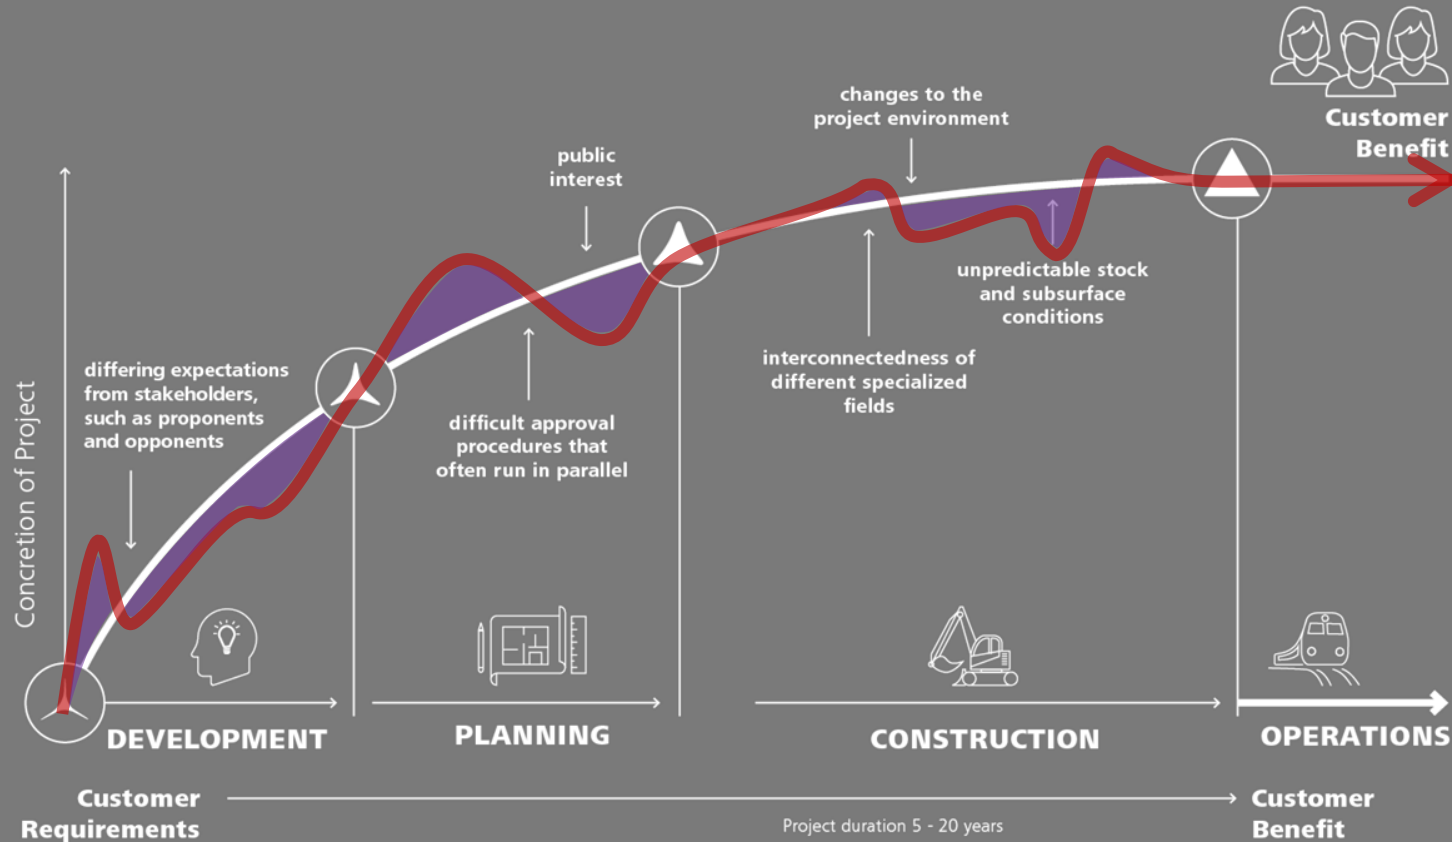 Customer
Benefit
changes to the
project environment
public
interest
unpredictable stock
and subsurface
conditions
interconnectedness of
different specialized
fields
differing expectations
from stakeholders,
such as proponents
and opponents
difficult approval
procedures that
often run in parallel
Concretion of Project
DEVELOPMENT
PLANNING
CONSTRUCTION
OPERATIONS
Customer
Requirements
Project duration 5 - 20 years
Customer
Benefit